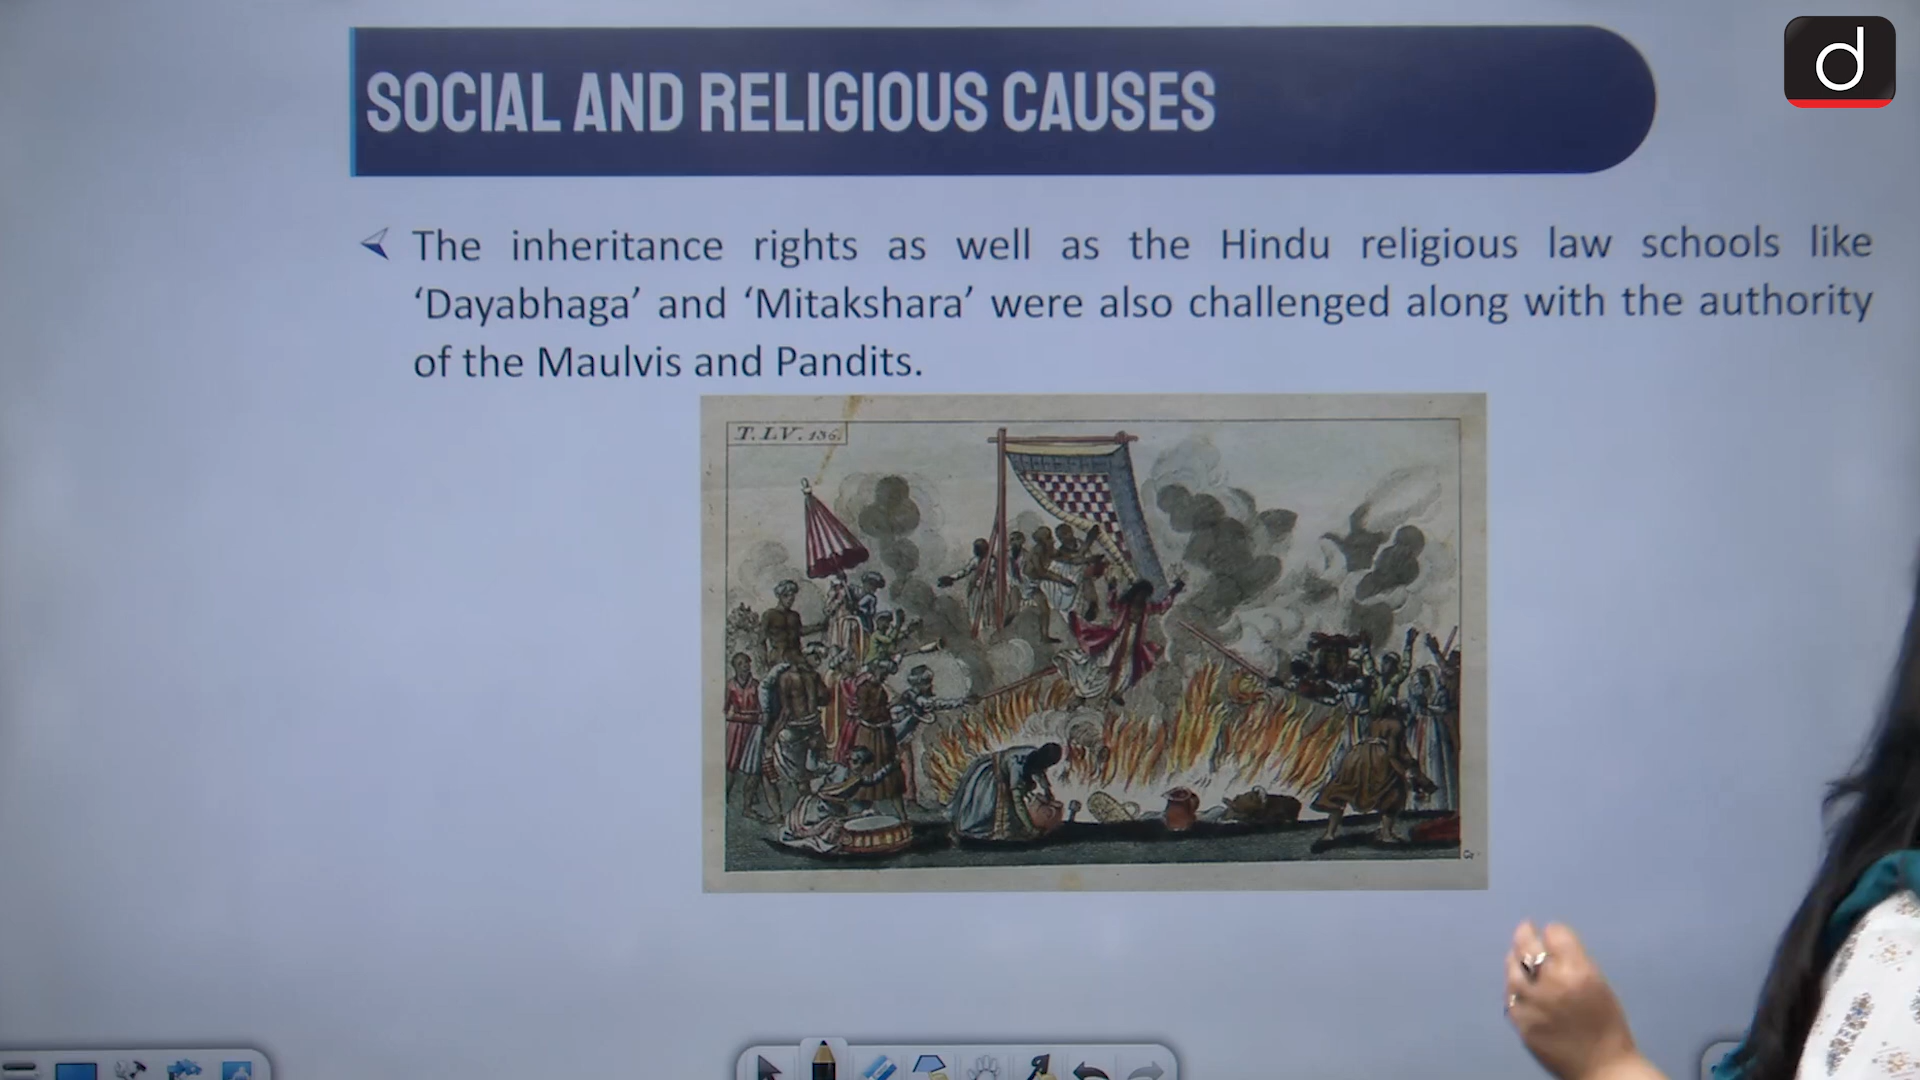 SOCIAL AND RELIGIOUS CAUSES
d
The inheritance rights as well as the Hindu religious law schools like
‘Dayabhaga’ and ‘Mitakshara’ were also challenged along with the authority
of the Maulvis and Pandits.
T. LV. 186.